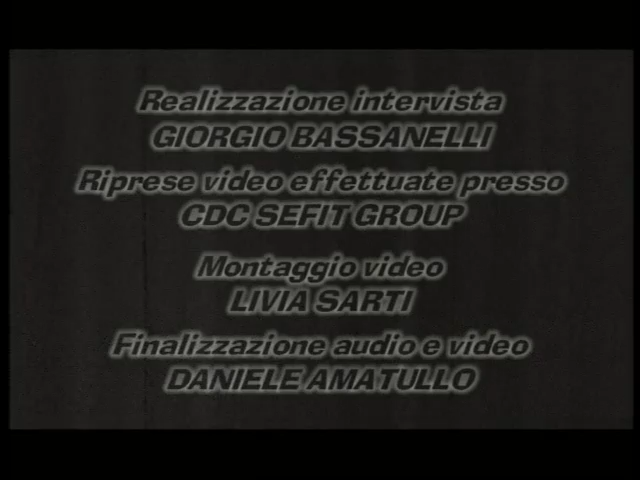 Realizzazione intervista
GIORGIO BASSANELLI
Riprese video effettuate presso
CDC SEFIT GROUP
Montaggio video
LIVIA SARTI
Finalizzazione audio e video
DANIELE AMATULLO